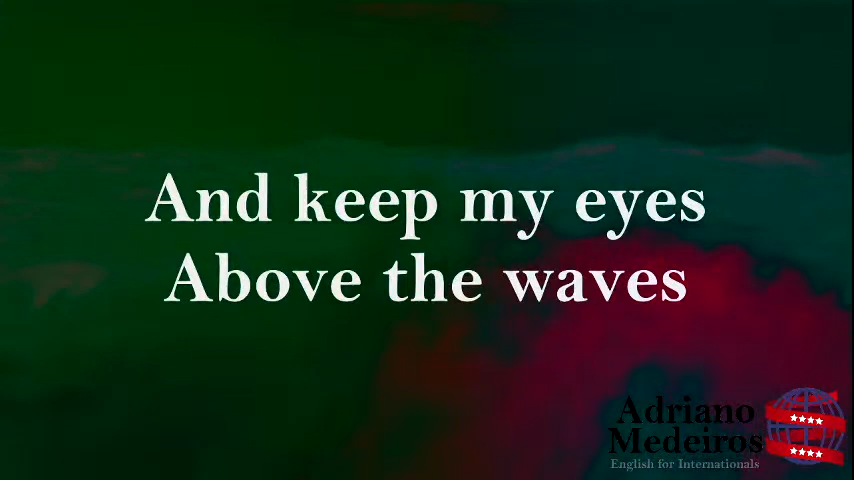 And keep my eyes
Above the waves
Adriano
Medeiros
English for Internationals